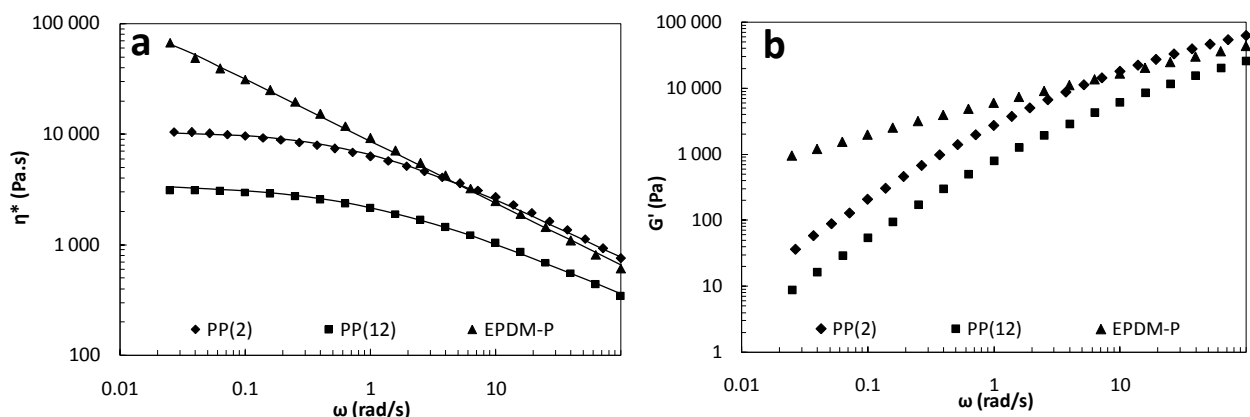 a
100 000
10 000
1 000
100
η* (Pa.s)
0.01 0.1 1 10
ω (rad/s)
PP(2) PP(12) EPDM-P
b
100 000
10 000
1 000
100
10
1
G' (Pa)
0.01 0.1 1 10
ω (rad/s)
PP(2) PP(12) EPDM-P